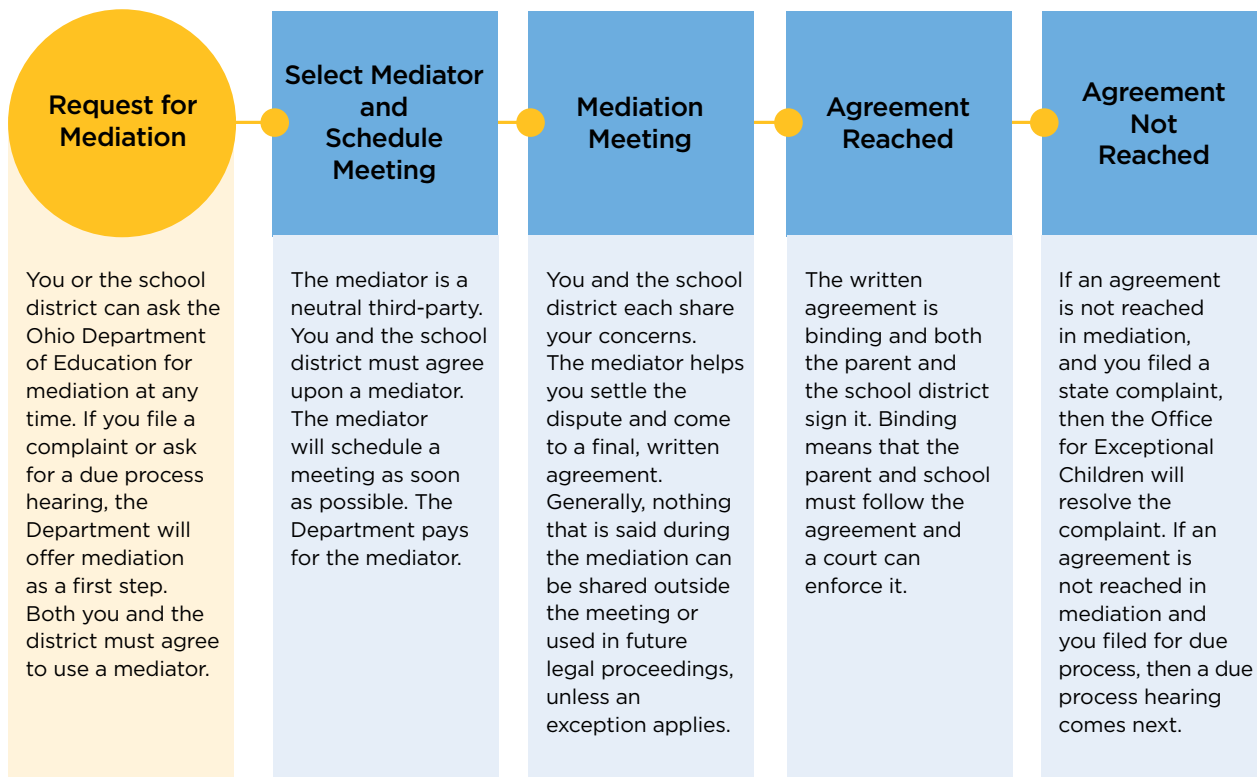 Request for
Mediation
You or the school
district can ask the
Ohio Department
of Education for
mediation at any
time. If you file a
complaint or ask
for a due process
hearing, the
Department will
offer mediation
as a first step.
Both you and the
district must agree
to use a mediator.
Select Mediator
and
Schedule
Meeting
The mediator is a
neutral third-party.
You and the school
district must agree
upon a mediator.
The mediator
will schedule a
meeting as soon
as possible. The
Department pays
for the mediator.
Mediation
Meeting
You and the school
district each share
your concerns.
The mediator helps
you settle the
dispute and come
to a final, written
agreement.
Generally, nothing
that is said during
the mediation can
be shared outside
the meeting or
used in future
legal proceedings,
unless an
exception applies.
Agreement
Reached
The written
agreement is
binding and both
the parent and
the school district
sign it. Binding
means that the
parent and school
must follow the
agreement and
a court can
enforce it.
Agreement
Not
Reached
If an agreement
is not reached
in mediation,
and you filed a
state complaint,
then the Office
for Exceptional
Children will
resolve the
complaint. If an
agreement is
not reached in
mediation and
you filed for due
process, then a due
process hearing
comes next.